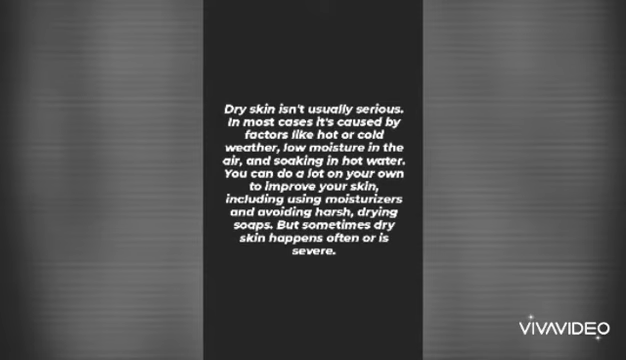 Dry skin isn't usually serious.
In most cases it's caused by
factors like hot or cold
weather, low moisture in the
air, and soaking in hot water.
You can do a lot on your own
to improve your skin,
including using moisturizers
and avoiding harsh, drying
soaps. But sometimes dry
skin happens often or is
severe.
VIVAVIDEO